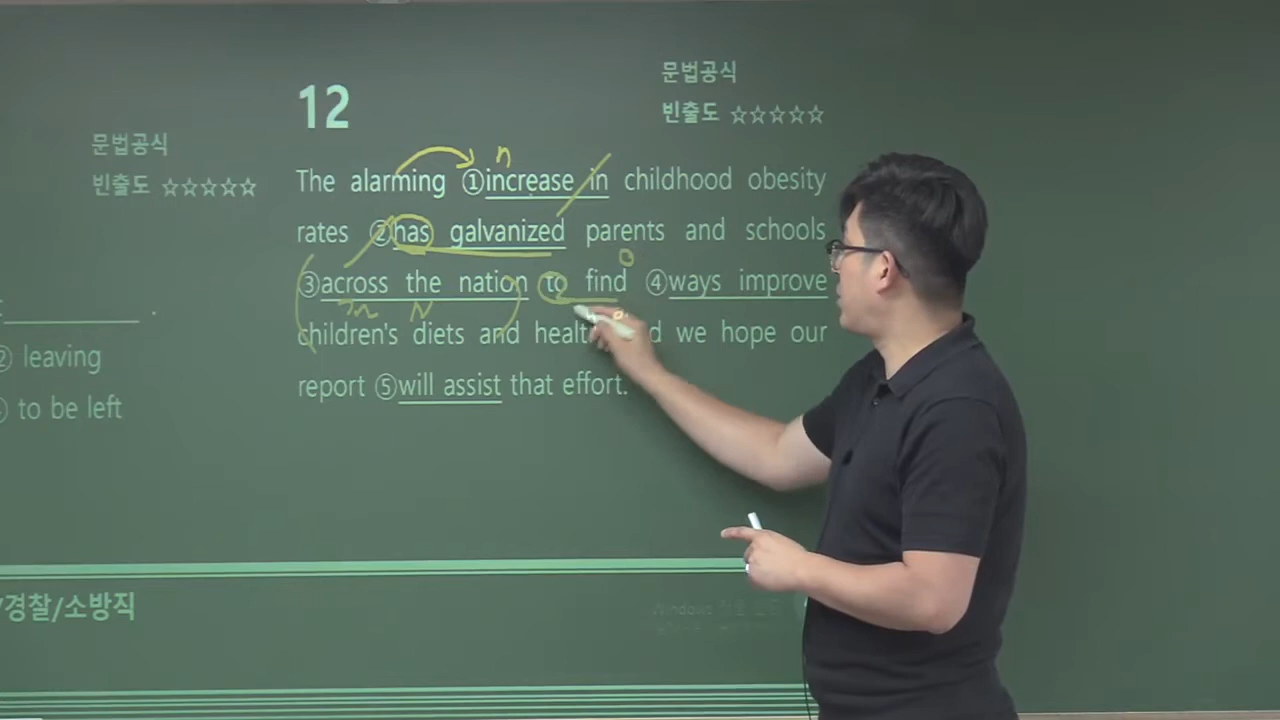 문법공식
빈출도 ☆☆☆☆☆
② leaving
to be left
/경찰/소방직
12
문법공식
빈출도 ☆☆☆☆☆
n
The alarming ①increase in childhood obesity
rates ②has galvanized parents and schools
③across the nation to find ④ways improve
children's diets and we hope our
report ⑤will assist that effort.
Windows